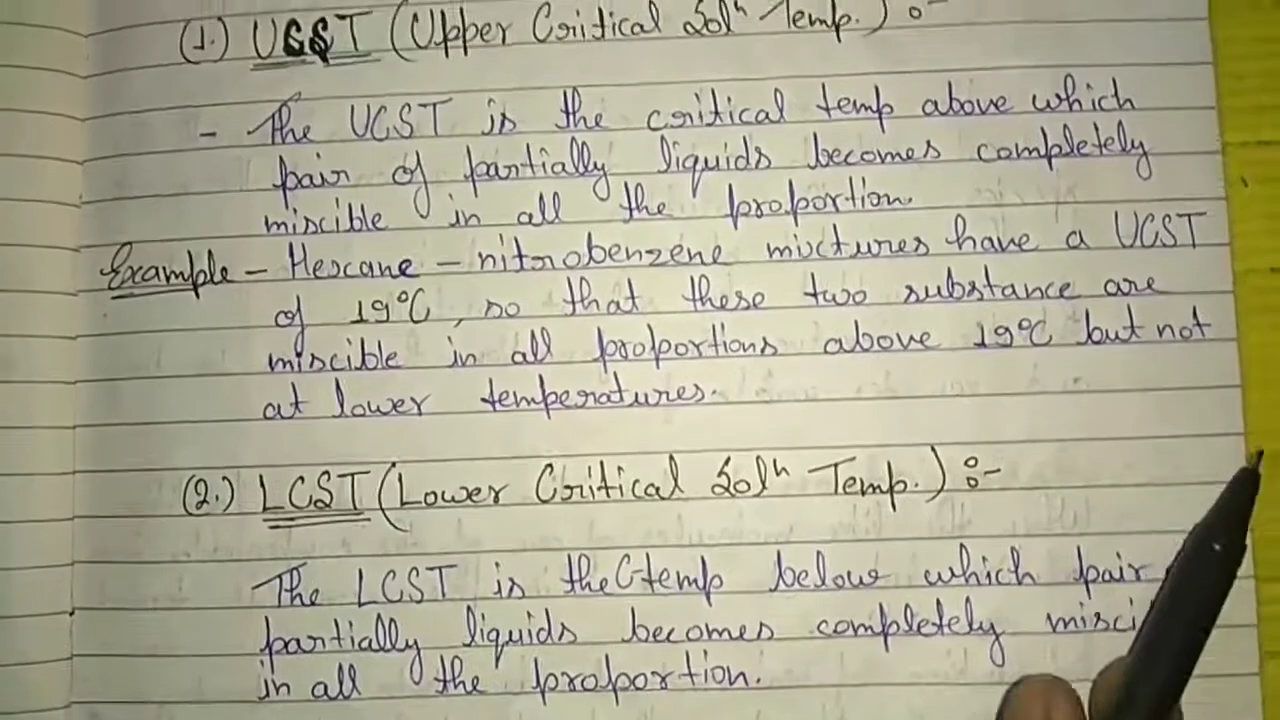 (1.) UCST (Upper Critical Solⁿ Temp.) :-
- The UCST is the critical temp above which
pair of partially liquids becomes completely
miscible in all the proportion.
Example - Hexane - nitrobenzene mixtures have a UCST
of 19°C, so that these two substance are
miscible in all proportions above 19°C but not
at lower temperatures.
(2.) LCST (Lower Critical Solⁿ Temp.) :-
The LCST is the C-temp below which pair
partially liquids becomes completely misci
in all the proportion.